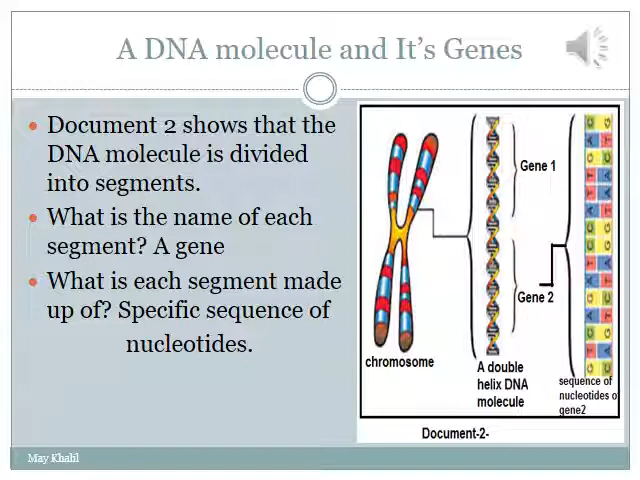 A DNA molecule and It's Genes
Document 2 shows that the
DNA molecule is divided
into segments.
What is the name of each
segment? A gene
What is each segment made
up of? Specific sequence of
nucleotides.
Gene 1
Gene 2
chromosome
A double
helix DNA
molecule
sequence of
nucleotides o
gene2
Document-2-
May Khalil